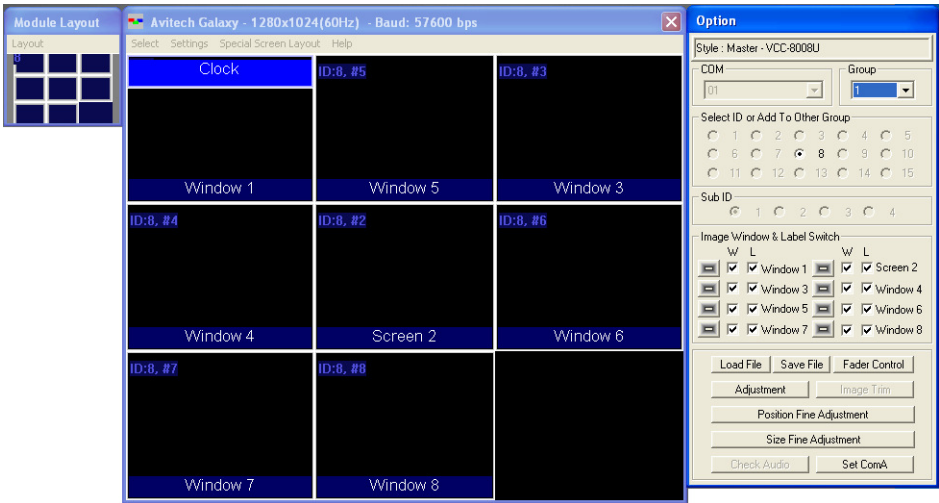 Module Layout
Layout
8
Avitech Galaxy - 1280x1024(60Hz) - Baud: 57600 bps
Select Settings Special Screen Layout Help
Clock
ID:8, #5
ID:8, #3
Window 1
Window 5
Window 3
ID:8, #4
ID:8, #2
ID:8, #6
Window 4
Screen 2
Window 6
ID:8, #7
ID:8, #8
Window 7
Window 8
Option
Style : Master - VCC-8008U
COM
Group
01
1
Select ID or Add To Other Group
1 2 3 4 5
6 7 8 9 10
11 12 13 14 15
Sub ID
1 2 3 4
Image Window & Label Switch
W L W L
Window 1 Screen 2
Window 3 Window 4
Window 5 Window 6
Window 7 Window 8
Load File Save File Fader Control
Adjustment Image Trim
Position Fine Adjustment
Size Fine Adjustment
Check Audio Set ComA